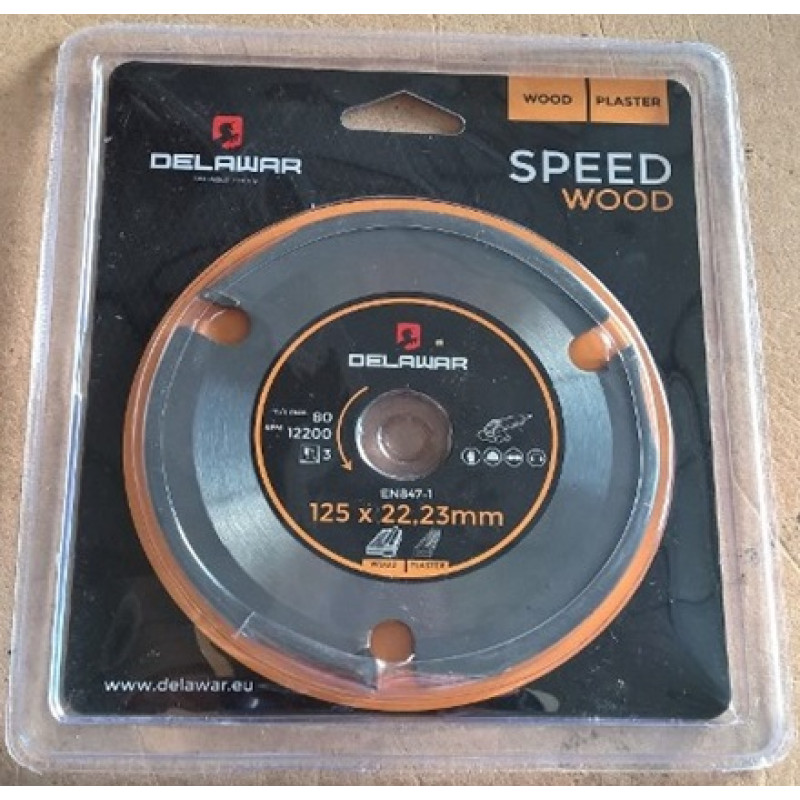 WOOD PLASTER
DELAWAR
SPEED
WOOD
DELAWAR
80
12200
3
EN847-1
125 x 22,23mm
WOOD PLASTER
www.delawar.eu